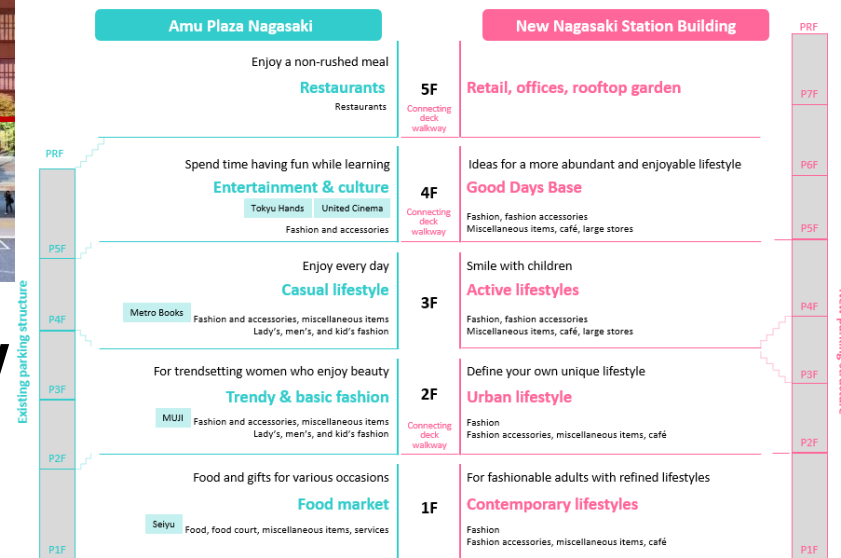 Amu Plaza Nagasaki
New Nagasaki Station Building
PRF
Enjoy a non-rushed meal
Restaurants
Restaurants
5F
Connecting
deck
walkway
Retail, offices, rooftop garden
P7F
PRF
Spend time having fun while learning
Entertainment & culture
Tokyu Hands
United Cinema
Fashion and accessories
4F
Connecting
deck
walkway
Ideas for a more abundant and enjoyable lifestyle
Good Days Base
Fashion, fashion accessories
Miscellaneous items, café, large stores
P6F
P5F
P5F
Enjoy every day
Casual lifestyle
Metro Books
Fashion and accessories, miscellaneous items
Lady's, men's, and kid's fashion
3F
Smile with children
Active lifestyles
Fashion, fashion accessories
Miscellaneous items, café, large stores
P4F
P4F
Existing parking structure
For trendsetting women who enjoy beauty
Trendy & basic fashion
MUJI
Fashion and accessories, miscellaneous items
Lady's, men's, and kid's fashion
2F
Connecting
deck
walkway
Define your own unique lifestyle
Urban lifestyle
Fashion
Fashion accessories, miscellaneous items, café
P3F
P3F
P2F
P2F
Food and gifts for various occasions
Food market
Seiyu
Food, food court, miscellaneous items, services
1F
For fashionable adults with refined lifestyles
Contemporary lifestyles
Fashion
Fashion accessories, miscellaneous items, café
P1F
P1F